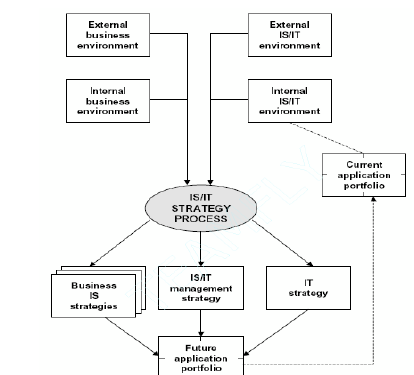 External
business
environment
External
IS/IT
environment
Internal
business
environment
Internal
IS/IT
environment
Current
application
portfolio
IS/IT
STRATEGY
PROCESS
Business
IS
strategies
IS/IT
management
strategy
IT
strategy
Future
application
portfolio